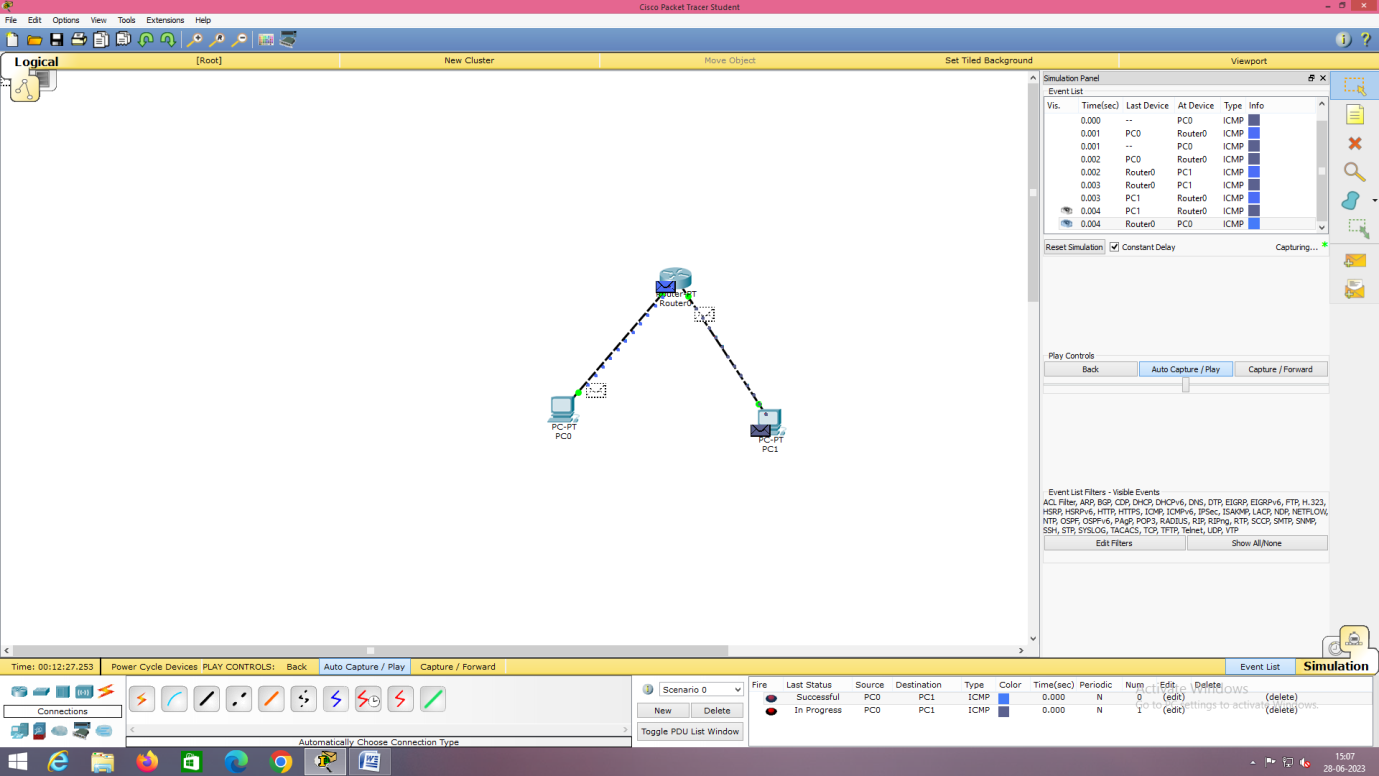 Cisco Packet Tracer Student
File Edit Options View Tools Extensions Help
Logical [Root] New Cluster Move Object Set Tiled Background Viewport
Simulation Panel
Event List
Vis. Time(sec) Last Device At Device Type Info
0.000 -- PC0 ICMP
0.001 PC0 Router0 ICMP
0.001 -- PC0 ICMP
0.002 PC0 Router0 ICMP
0.002 Router0 PC1 ICMP
0.003 Router0 PC1 ICMP
0.003 PC1 Router0 ICMP
0.004 PC1 Router0 ICMP
0.004 Router0 PC0 ICMP
Reset Simulation Constant Delay Capturing... *
Router-PT
Router0
PC-PT
PC0
PC-PT
PC1
Play Controls
Back Auto Capture / Play Capture / Forward
Event List Filters - Visible Events
ACL Filter, ARP, BGP, CDP, DHCP, DHCPv6, DNS, DTP, EIGRP, EIGRPv6, FTP, H.323,
HSRP, HSRPv6, HTTP, HTTPS, ICMP, ICMPv6, IPSec, ISAKMP, LACP, NDP, NETFLOW,
NTP, OSPF, OSPFv6, PAgP, POP3, RADIUS, RIP, RIPng, RTP, SCCP, SMTP, SNMP,
SSH, STP, SYSLOG, TACACS, TCP, TFTP, Telnet, UDP, VTP
Edit Filters Show All/None
Time: 00:12:27.253 Power Cycle Devices PLAY CONTROLS: Back Auto Capture / Play Capture / Forward Event List Simulation
Connections
Automatically Choose Connection Type
Scenario 0
New Delete
Toggle PDU List Window
Fire Last Status Source Destination Type Color Time(sec) Periodic Num Edit Delete
Successful PC0 PC1 ICMP 0.000 N 0 (edit) (delete)
In Progress PC0 PC1 ICMP 0.000 N 1 (edit) (delete)
Activate Windows
Go to PC settings to activate Windows.
15:07
28-06-2023